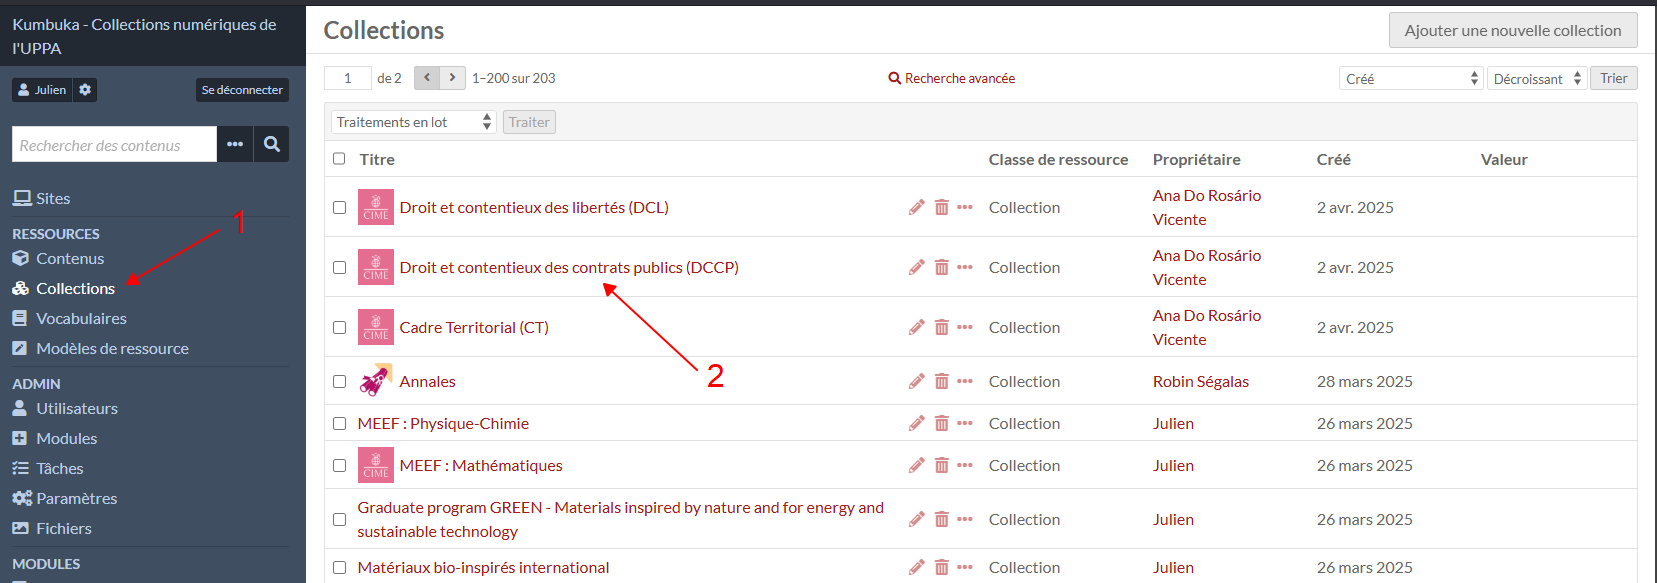 Kumbuka - Collections numériques de
l'UPPA
Julien
Se déconnecter
Rechercher des contenus
Sites
1
RESSOURCES
Contenus
Collections
Vocabulaires
Modèles de ressource
ADMIN
Utilisateurs
Modules
Tâches
Paramètres
Fichiers
MODULES
Collections
Ajouter une nouvelle collection
1 de 2 1–200 sur 203
Recherche avancée
Créé Décroissant Trier
Traitements en lot Traiter
Titre Classe de ressource Propriétaire Créé Valeur
CIME Droit et contentieux des libertés (DCL) Collection Ana Do Rosário Vicente 2 avr. 2025
CIME Droit et contentieux des contrats publics (DCCP) Collection Ana Do Rosário Vicente 2 avr. 2025
CIME Cadre Territorial (CT) Collection Ana Do Rosário Vicente 2 avr. 2025
2
Annales Collection Robin Ségalas 28 mars 2025
MEEF : Physique-Chimie Collection Julien 26 mars 2025
CIME MEEF : Mathématiques Collection Julien 26 mars 2025
Graduate program GREEN - Materials inspired by nature and for energy and
sustainable technology Collection Julien 26 mars 2025
Matériaux bio-inspirés international Collection Julien 26 mars 2025